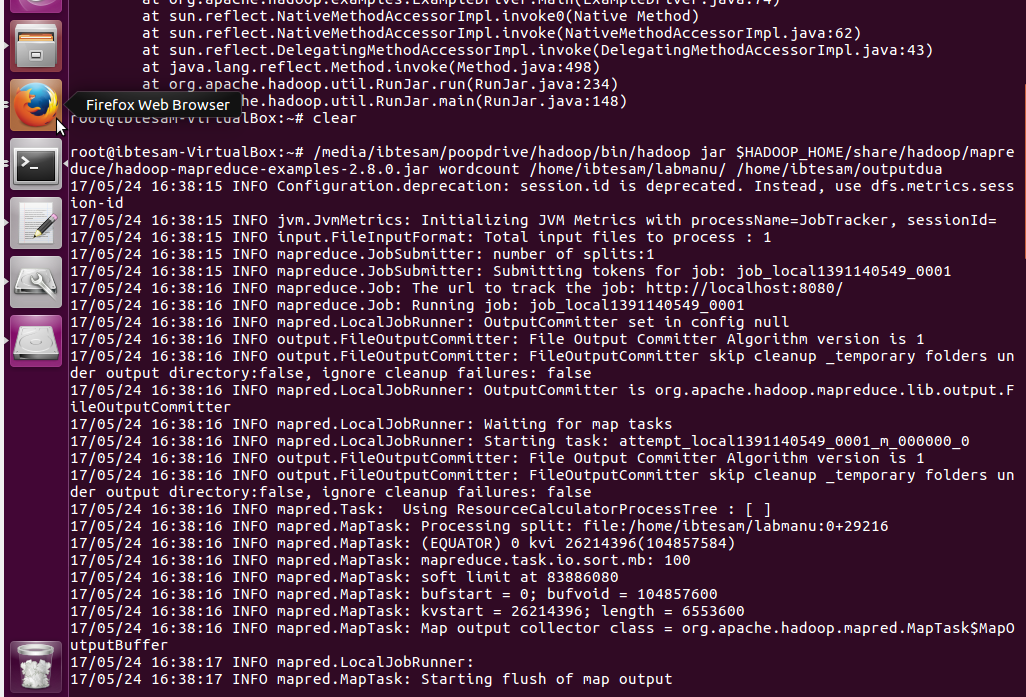 at org.apache.hadoop.examples.ExampleDriver.main(ExampleDriver.java:74)
at sun.reflect.NativeMethodAccessorImpl.invoke0(Native Method)
at sun.reflect.NativeMethodAccessorImpl.invoke(NativeMethodAccessorImpl.java:62)
at sun.reflect.DelegatingMethodAccessorImpl.invoke(DelegatingMethodAccessorImpl.java:43)
at java.lang.reflect.Method.invoke(Method.java:498)
at org.apache.hadoop.util.RunJar.run(RunJar.java:234)
Firefox Web Browser
he.hadoop.util.RunJar.main(RunJar.java:148)
root@ibtesam-VirtualBox:~# clear
root@ibtesam-VirtualBox:~# /media/ibtesam/poopdrive/hadoop/bin/hadoop jar $HADOOP_HOME/share/hadoop/mapre
duce/hadoop-mapreduce-examples-2.8.0.jar wordcount /home/ibtesam/labmanu/ /home/ibtesam/outputdua
17/05/24 16:38:15 INFO Configuration.deprecation: session.id is deprecated. Instead, use dfs.metrics.sess
ion-id
17/05/24 16:38:15 INFO jvm.JvmMetrics: Initializing JVM Metrics with processName=JobTracker, sessionId=
17/05/24 16:38:15 INFO input.FileInputFormat: Total input files to process : 1
17/05/24 16:38:15 INFO mapreduce.JobSubmitter: number of splits:1
17/05/24 16:38:15 INFO mapreduce.JobSubmitter: Submitting tokens for job: job_local1391140549_0001
17/05/24 16:38:16 INFO mapreduce.Job: The url to track the job: http://localhost:8080/
17/05/24 16:38:16 INFO mapreduce.Job: Running job: job_local1391140549_0001
17/05/24 16:38:16 INFO mapred.LocalJobRunner: OutputCommitter set in config null
17/05/24 16:38:16 INFO output.FileOutputCommitter: File Output Committer Algorithm version is 1
17/05/24 16:38:16 INFO output.FileOutputCommitter: FileOutputCommitter skip cleanup _temporary folders un
der output directory:false, ignore cleanup failures: false
17/05/24 16:38:16 INFO mapred.LocalJobRunner: OutputCommitter is org.apache.hadoop.mapreduce.lib.output.F
ileOutputCommitter
17/05/24 16:38:16 INFO mapred.LocalJobRunner: Waiting for map tasks
17/05/24 16:38:16 INFO mapred.LocalJobRunner: Starting task: attempt_local1391140549_0001_m_000000_0
17/05/24 16:38:16 INFO output.FileOutputCommitter: File Output Committer Algorithm version is 1
17/05/24 16:38:16 INFO output.FileOutputCommitter: FileOutputCommitter skip cleanup _temporary folders un
der output directory:false, ignore cleanup failures: false
17/05/24 16:38:16 INFO mapred.Task:  Using ResourceCalculatorProcessTree : [ ]
17/05/24 16:38:16 INFO mapred.MapTask: Processing split: file:/home/ibtesam/labmanu:0+29216
17/05/24 16:38:16 INFO mapred.MapTask: (EQUATOR) 0 kvi 26214396(104857584)
17/05/24 16:38:16 INFO mapred.MapTask: mapreduce.task.io.sort.mb: 100
17/05/24 16:38:16 INFO mapred.MapTask: soft limit at 83886080
17/05/24 16:38:16 INFO mapred.MapTask: bufstart = 0; bufvoid = 104857600
17/05/24 16:38:16 INFO mapred.MapTask: kvstart = 26214396; length = 6553600
17/05/24 16:38:16 INFO mapred.MapTask: Map output collector class = org.apache.hadoop.mapred.MapTask$MapO
utputBuffer
17/05/24 16:38:17 INFO mapred.LocalJobRunner:
17/05/24 16:38:17 INFO mapred.MapTask: Starting flush of map output